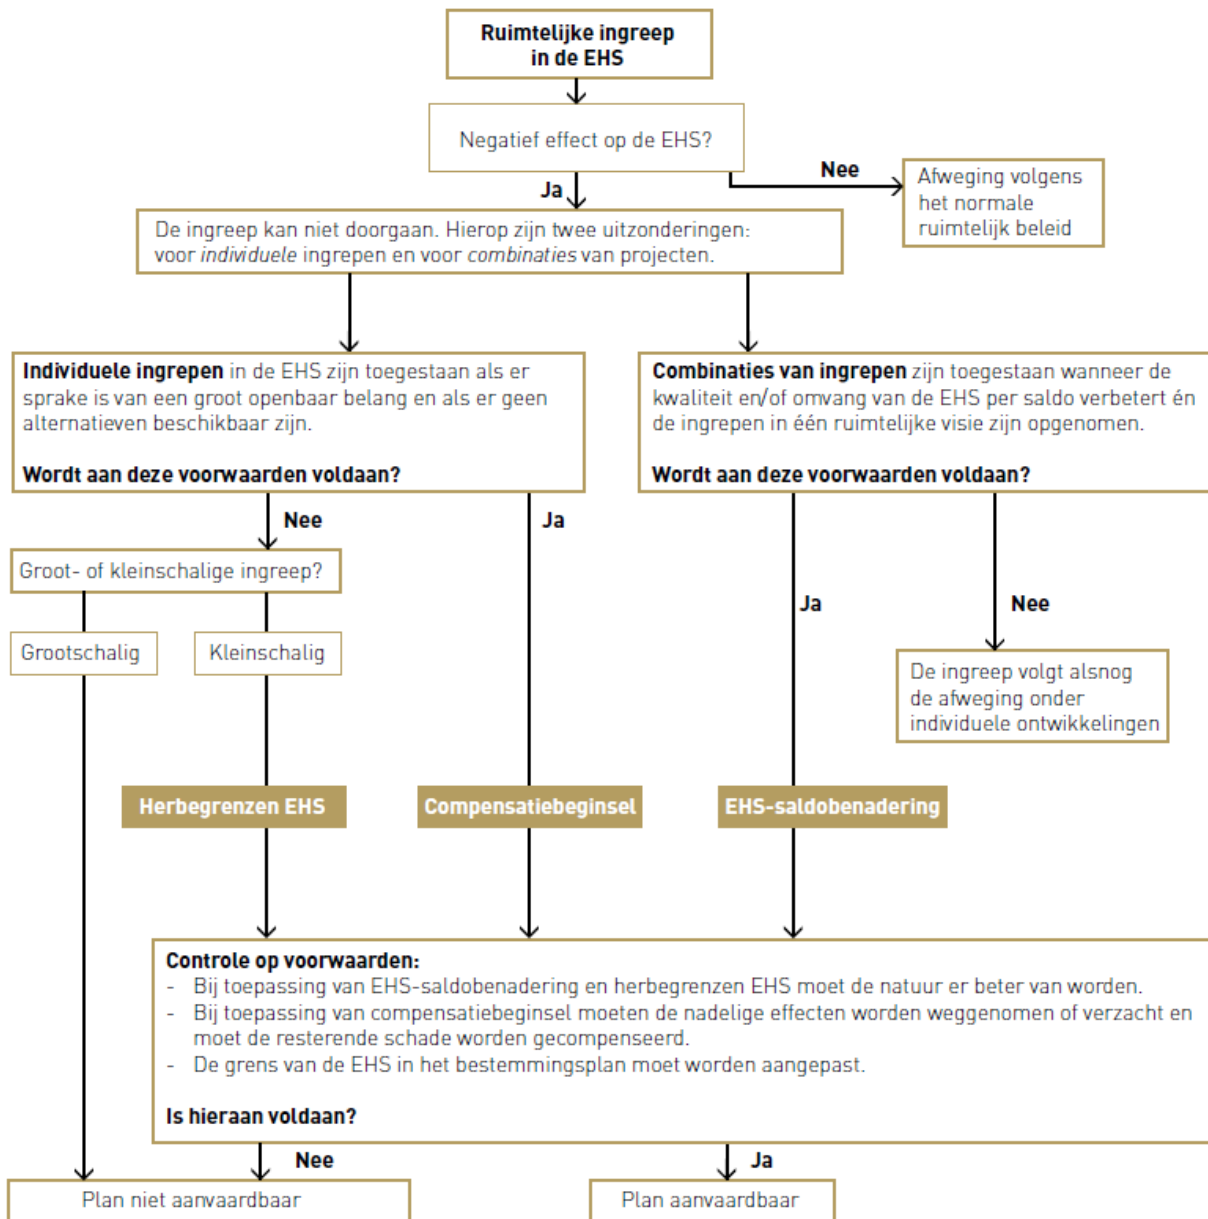 Ruimtelijke ingreep
in de EHS
Negatief effect op de EHS?
Nee
Ja
Afweging volgens
het normale
ruimtelijk beleid
De ingreep kan niet doorgaan. Hierop zijn twee uitzonderingen:
voor individuele ingrepen en voor combinaties van projecten.
Individuele ingrepen in de EHS zijn toegestaan als er
sprake is van een groot openbaar belang en als er geen
alternatieven beschikbaar zijn.
Wordt aan deze voorwaarden voldaan?
Combinaties van ingrepen zijn toegestaan wanneer de
kwaliteit en/of omvang van de EHS per saldo verbetert én
de ingrepen in één ruimtelijke visie zijn opgenomen.
Wordt aan deze voorwaarden voldaan?
Nee
Ja
Groot- of kleinschalige ingreep?
Ja
Nee
Grootschalig
Kleinschalig
De ingreep volgt alsnog
de afweging onder
individuele ontwikkelingen
Herbegrenzen EHS
Compensatiebeginsel
EHS-saldobenadering
Controle op voorwaarden:
- Bij toepassing van EHS-saldobenadering en herbegrenzen EHS moet de natuur er beter van worden.
- Bij toepassing van compensatiebeginsel moeten de nadelige effecten worden weggenomen of verzacht en
moet de resterende schade worden gecompenseerd.
- De grens van de EHS in het bestemmingsplan moet worden aangepast.
Is hieraan voldaan?
Nee
Ja
Plan niet aanvaardbaar
Plan aanvaardbaar